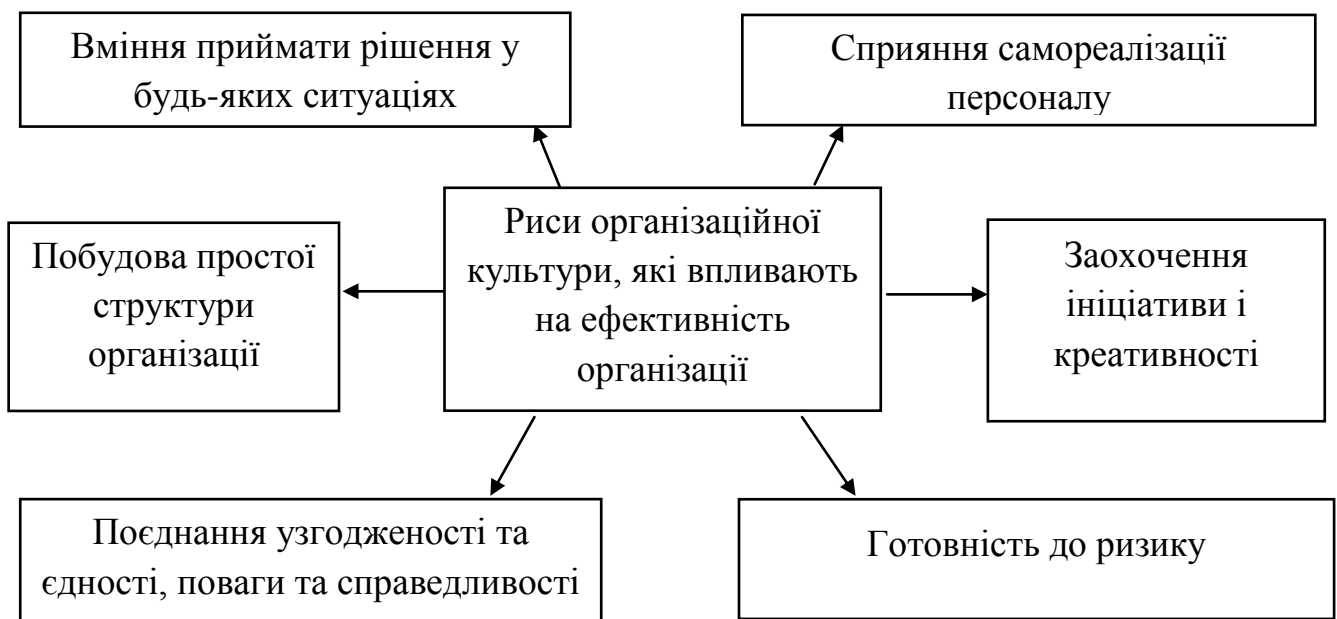 Вміння приймати рішення у
будь-яких ситуаціях
Сприяння самореалізації
персоналу
Побудова простої
структури
організації
Риси організаційної
культури, які впливають
на ефективність
організації
Заохочення
ініціативи і
креативності
Поєднання узгодженості та
єдності, поваги та справедливості
Готовність до ризику